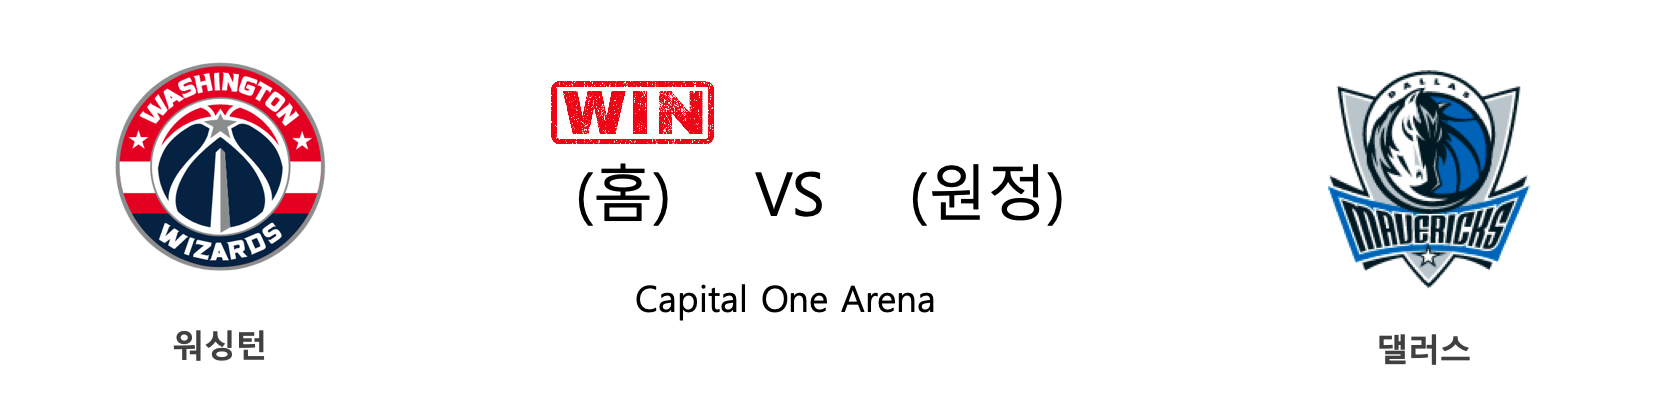 WASHINGTON
WIZARDS
워싱턴
WIN
(홈) VS (원정)
Capital One Arena
DALLAS
MAVERICKS
댈러스